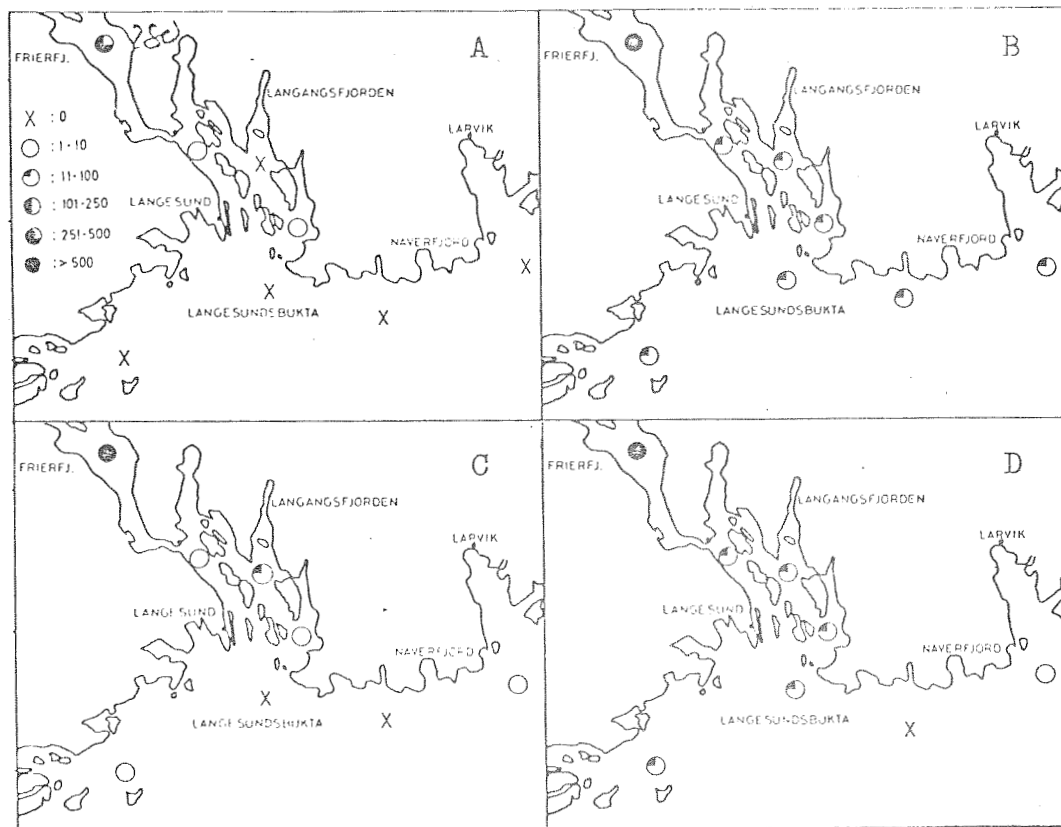 280
A
FRIERFJ.
LANGANGSFJORDEN
LARVIK
X : 0
: 1-10
: 11-100
: 101-250
: 251-500
: > 500
LANGESUND
NAVERFJORD
LANGESUNDSBUKTA
B
FRIERFJ.
LANGANGSFJORDEN
LARVIK
LANGESUND
NAVERFJORD
LANGESUNDSBUKTA
C
FRIERFJ.
LANGANGSFJORDEN
LARVIK
LANGESUND
NAVERFJORD
LANGESUNDSBUKTA
D
FRIERFJ.
LANGANGSFJORDEN
LARVIK
LANGESUND
NAVERFJORD
LANGESUNDSBUKTA